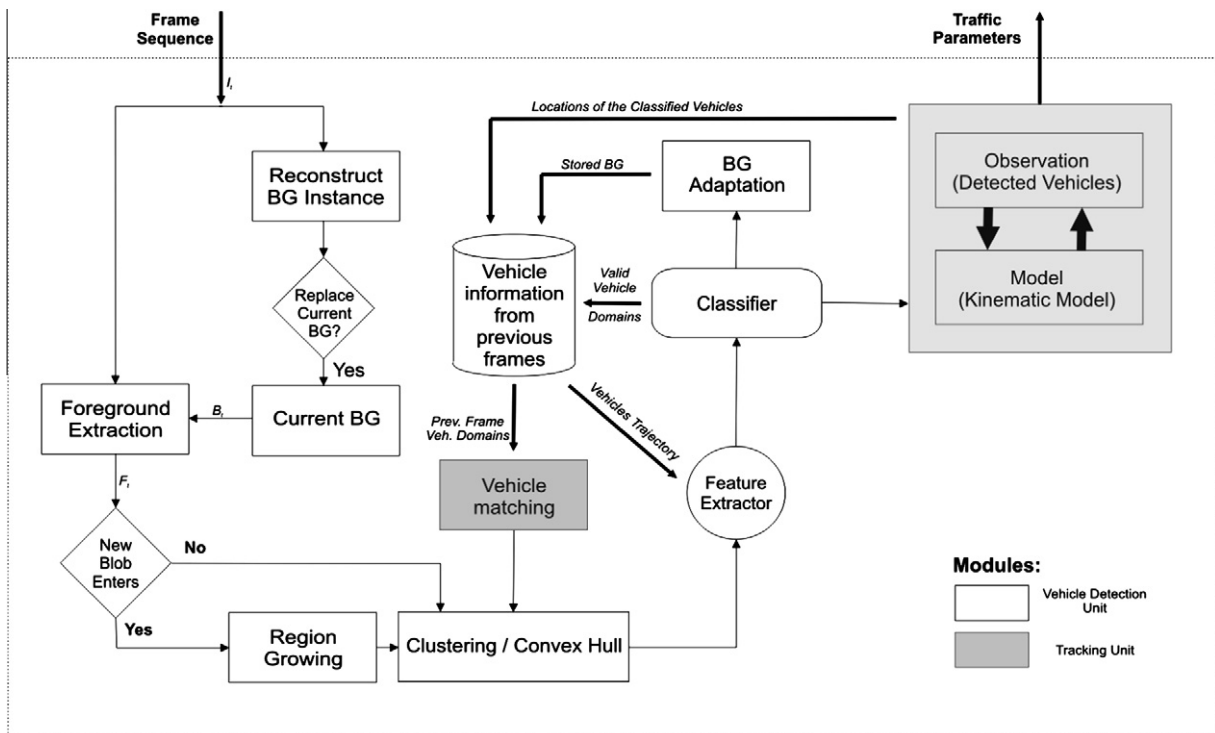 Frame
Sequence
Traffic
Parameters
I_t
Locations of the Classified Vehicles
Reconstruct
BG Instance
Stored BG
BG
Adaptation
Observation
(Detected Vehicles)
Replace
Current
BG?
Yes
Vehicle
information
from
previous
frames
Valid
Vehicle
Domains
Classifier
Model
(Kinematic Model)
Foreground
Extraction
B_t
Current BG
Prev. Frame
Veh. Domains
Vehicles Trajectory
F_t
Vehicle
matching
Feature
Extractor
New
Blob
Enters
No
Yes
Region
Growing
Clustering / Convex Hull
Modules:
Vehicle Detection
Unit
Tracking Unit